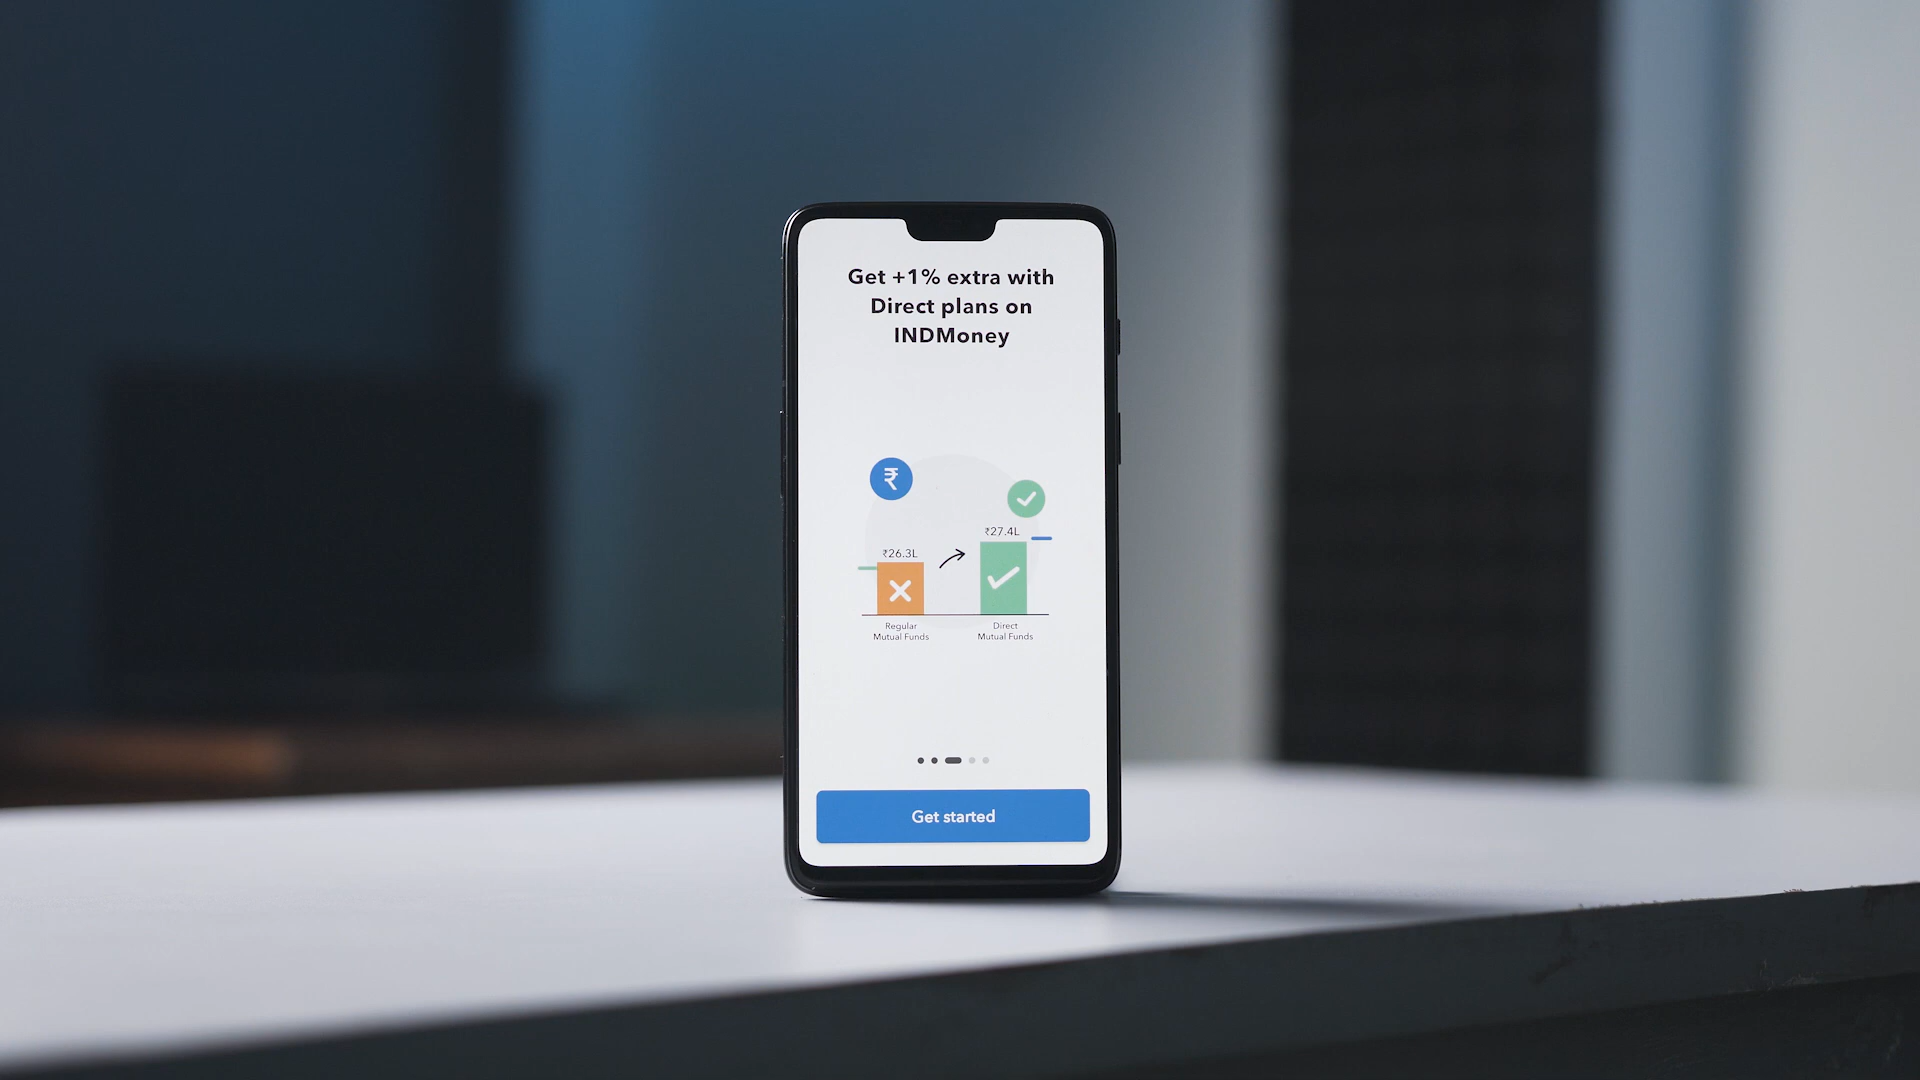 Get +1% extra with
Direct plans on
INDMoney
₹
₹27.4L
₹26.3L
Regular
Mutual Funds
Direct
Mutual Funds
Get started